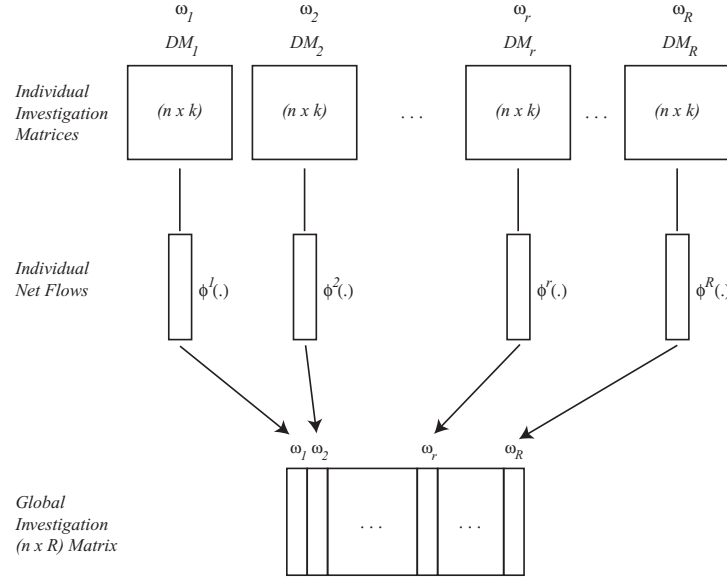 ω1 ω2 ωr ωR
DM1 DM2 DMr DMR
Individual
Investigation
Matrices
(n x k) (n x k) . . . (n x k) . . . (n x k)
Individual
Net Flows
ϕ1(.) ϕ2(.) ϕr(.) ϕR(.)
ω1 ω2 ωr ωR
Global
Investigation
(n x R) Matrix
. . . . . .